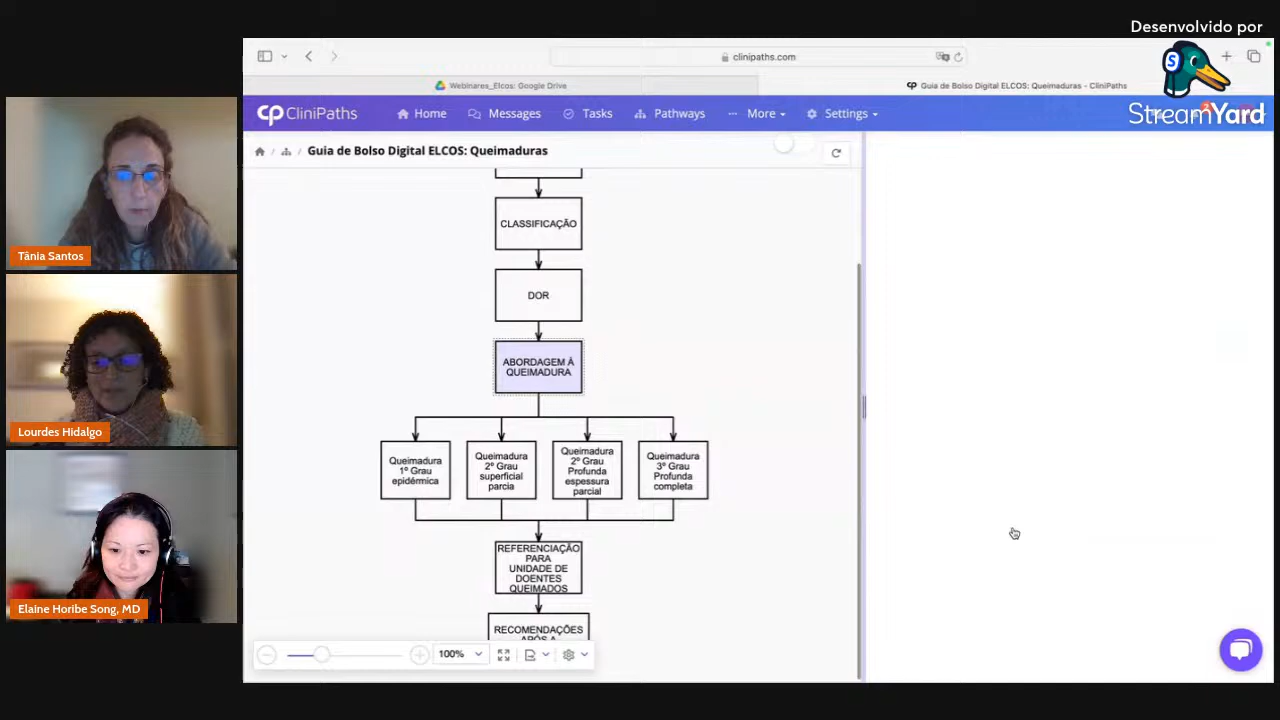 Desenvolvido por
StreamYard
clinipaths.com
Webinares_Elcos: Google Drive
Guia de Bolso Digital ELCOS: Queimaduras - CliniPaths
CliniPaths
Home
Messages
Tasks
Pathways
More
Settings
Guia de Bolso Digital ELCOS: Queimaduras
CLASSIFICAÇÃO
DOR
ABORDAGEM À
QUEIMADURA
Queimadura
1º Grau
epidérmica
Queimadura
2º Grau
superficial
parcia
Queimadura
2º Grau
Profunda
espessura
parcial
Queimadura
3º Grau
Profunda
completa
REFERENCIAÇÃO
PARA
UNIDADE DE
DOENTES
QUEIMADOS
RECOMENDAÇÕES
APÓS A
100%
Tânia Santos
Lourdes Hidalgo
Elaine Horibe Song, MD